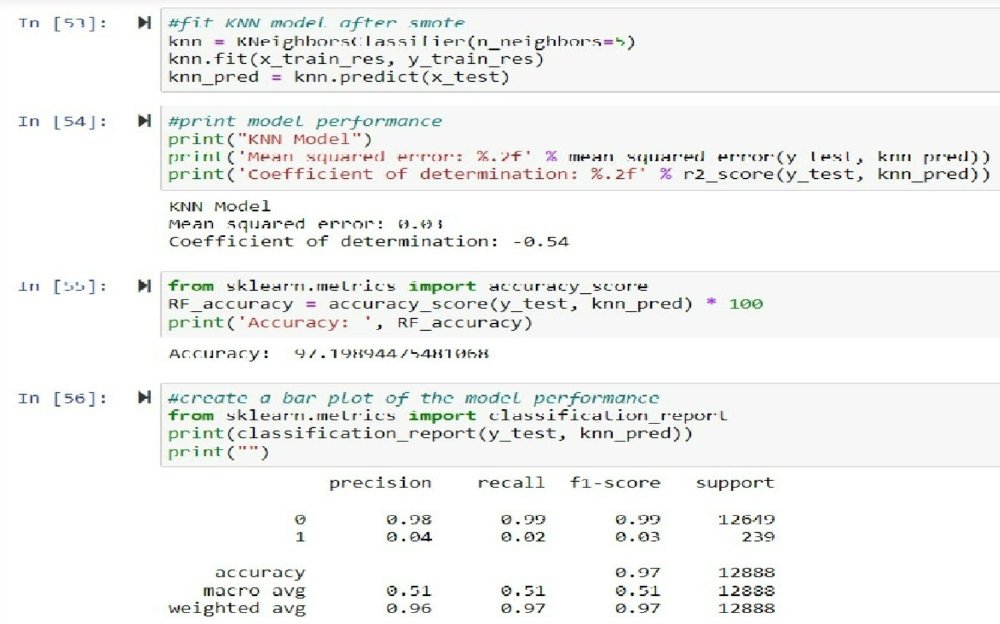 In [53]: #fit KNN model after smote
knn = KNeighborsClassifier(n_neighbors=5)
knn.fit(x_train_res, y_train_res)
knn_pred = knn.predict(x_test)
In [54]: #print model performance
print("KNN Model")
print('Mean squared error: %.2f' % mean_squared_error(y_test, knn_pred))
print('Coefficient of determination: %.2f' % r2_score(y_test, knn_pred))
KNN Model
Mean squared error: 0.03
Coefficient of determination: -0.54
In [55]: from sklearn.metrics import accuracy_score
RF_accuracy = accuracy_score(y_test, knn_pred) * 100
print('Accuracy: ', RF_accuracy)
Accuracy: 97.19894475481068
In [56]: #create a bar plot of the model performance
from sklearn.metrics import classification_report
print(classification_report(y_test, knn_pred))
print("")
precision recall f1-score support
0 0.98 0.99 0.99 12649
1 0.04 0.02 0.03 239
accuracy 0.97 12888
macro avg 0.51 0.51 0.51 12888
weighted avg 0.96 0.97 0.97 12888